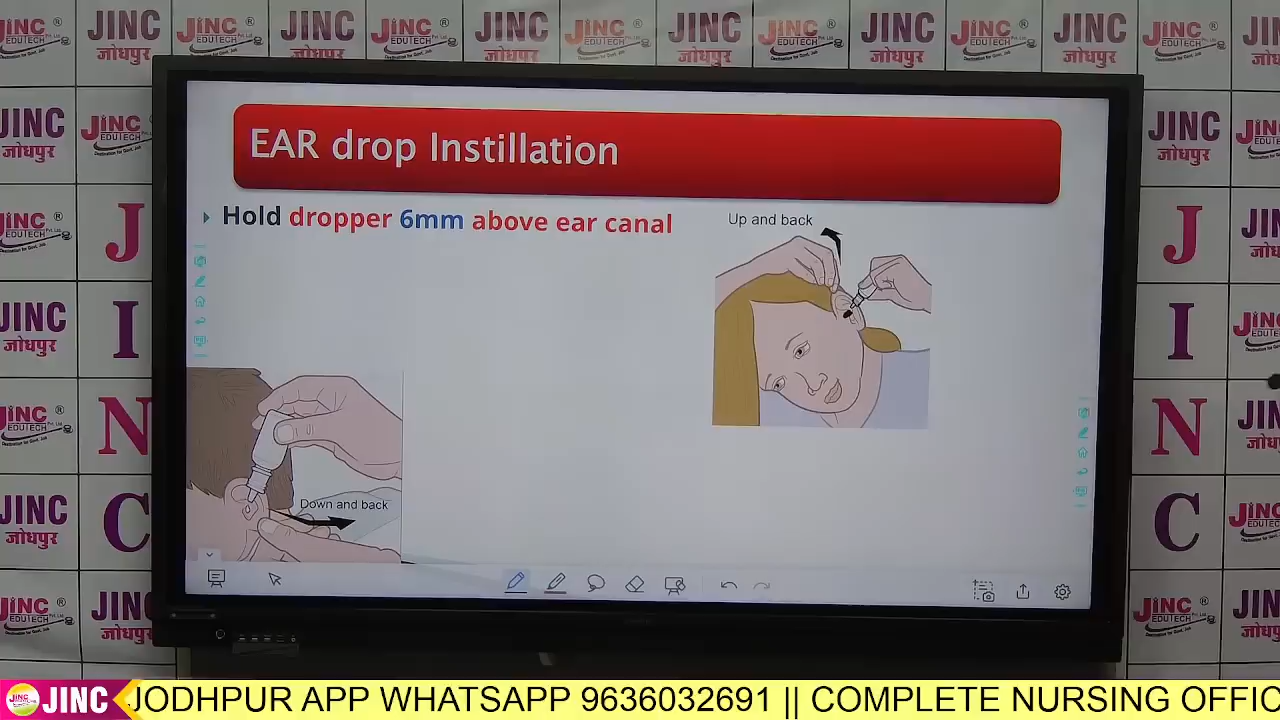 JINC
जोधपुर
JINC
EDUTECH
EAR drop Instillation
Hold dropper 6mm above ear canal
Up and back
Down and back
J
I
N
C
J
I
N
C
JINC JODHPUR APP WHATSAPP 9636032691 || COMPLETE NURSING OFFIC